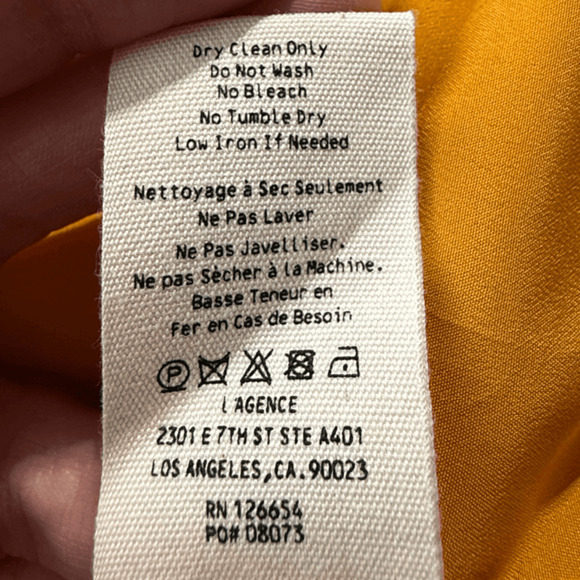 Dry Clean Only
Do Not Wash
No Bleach
No Tumble Dry
Low Iron If Needed
Nettoyage à Sec Seulement
Ne Pas Laver
Ne Pas Javelliser.
Ne pas Sècher à la Machine.
Basse Teneur en
Fer en Cas de Besoin
P
L'AGENCE
2301 E 7TH ST STE A401
LOS ANGELES,CA.90023
RN 126654
PO# 08073